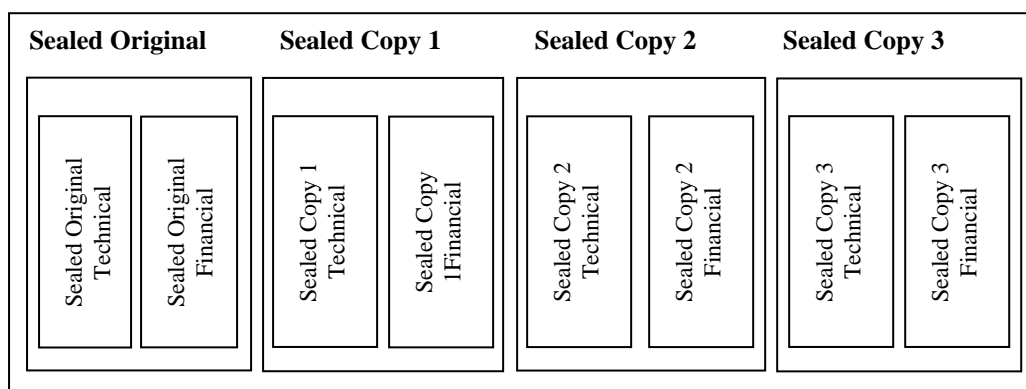 Sealed Original
Sealed Copy 1
Sealed Copy 2
Sealed Copy 3
Sealed Original
Technical
Sealed Original
Financial
Sealed Copy 1
Technical
Sealed Copy
1Financial
Sealed Copy 2
Technical
Sealed Copy 2
Financial
Sealed Copy 3
Technical
Sealed Copy 3
Financial